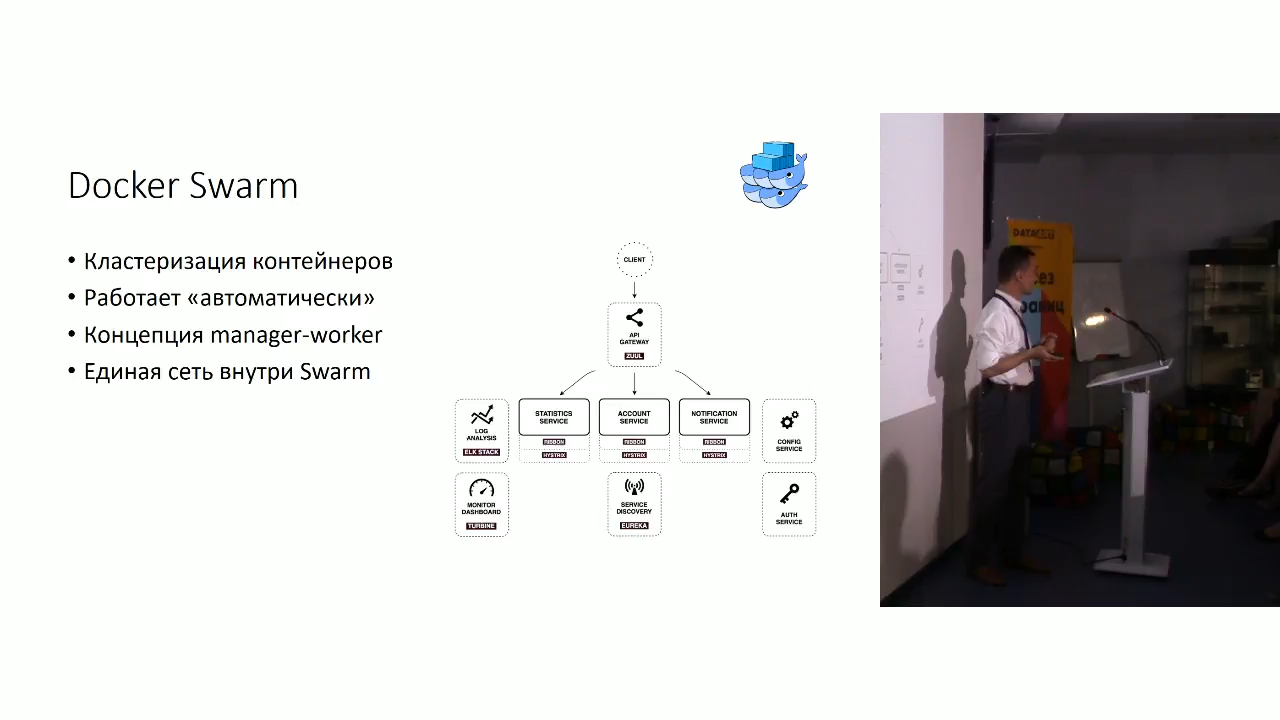 Docker Swarm
• Кластеризация контейнеров
• Работает «автоматически»
• Концепция manager-worker
• Единая сеть внутри Swarm
CLIENT
API
GATEWAY
ZUUL
LOG
ANALYSIS
ELK STACK
STATISTICS
SERVICE
RIBBON
HYSTRIX
ACCOUNT
SERVICE
RIBBON
HYSTRIX
NOTIFICATION
SERVICE
RIBBON
HYSTRIX
CONFIG
SERVICE
MONITOR
DASHBOARD
TURBINE
SERVICE
DISCOVERY
EUREKA
AUTH
SERVICE